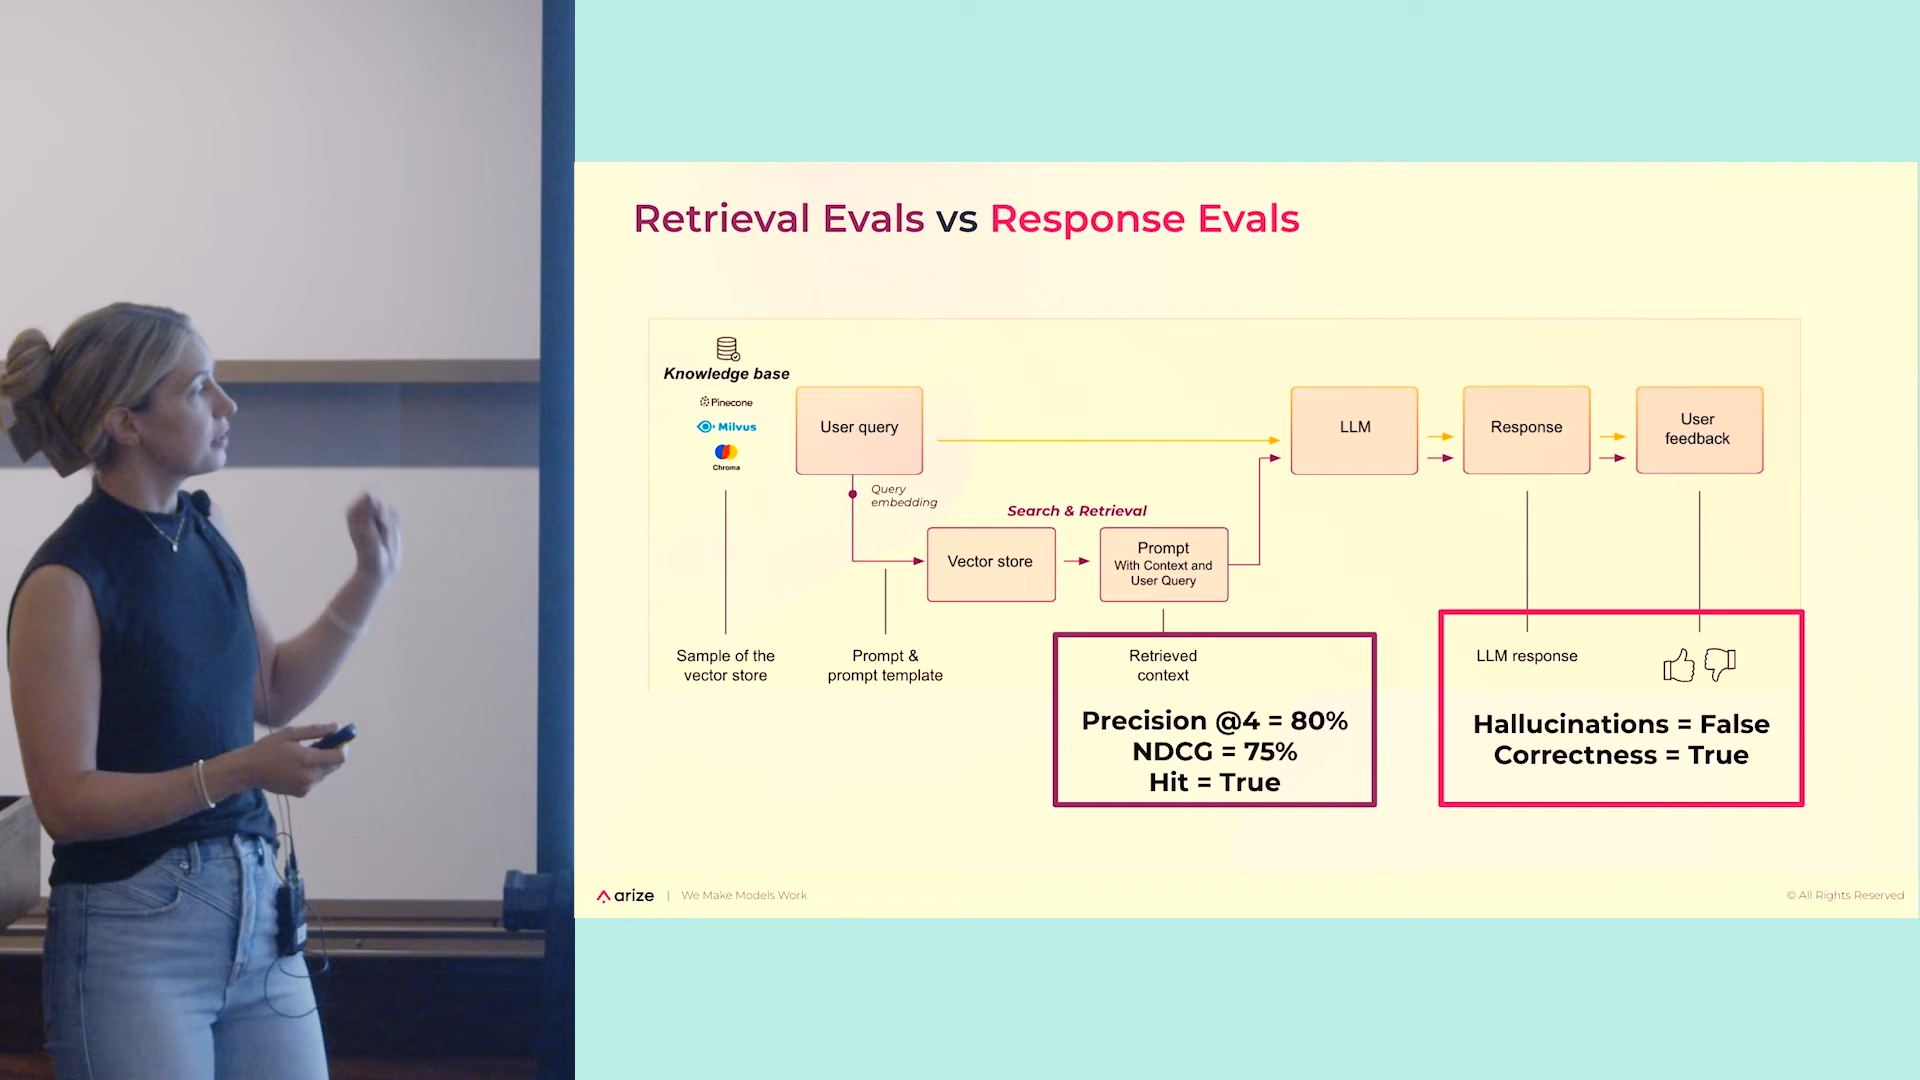 Retrieval Evals vs Response Evals
Knowledge base
Pinecone
Milvus
Chroma
User query
LLM
Response
User
feedback
Query
embedding
Search & Retrieval
Vector store
Prompt
With Context and
User Query
Sample of the
vector store
Prompt &
prompt template
Retrieved
context
Precision @4 = 80%
NDCG = 75%
Hit = True
LLM response
Hallucinations = False
Correctness = True
arize | We Make Models Work
© All Rights Reserved